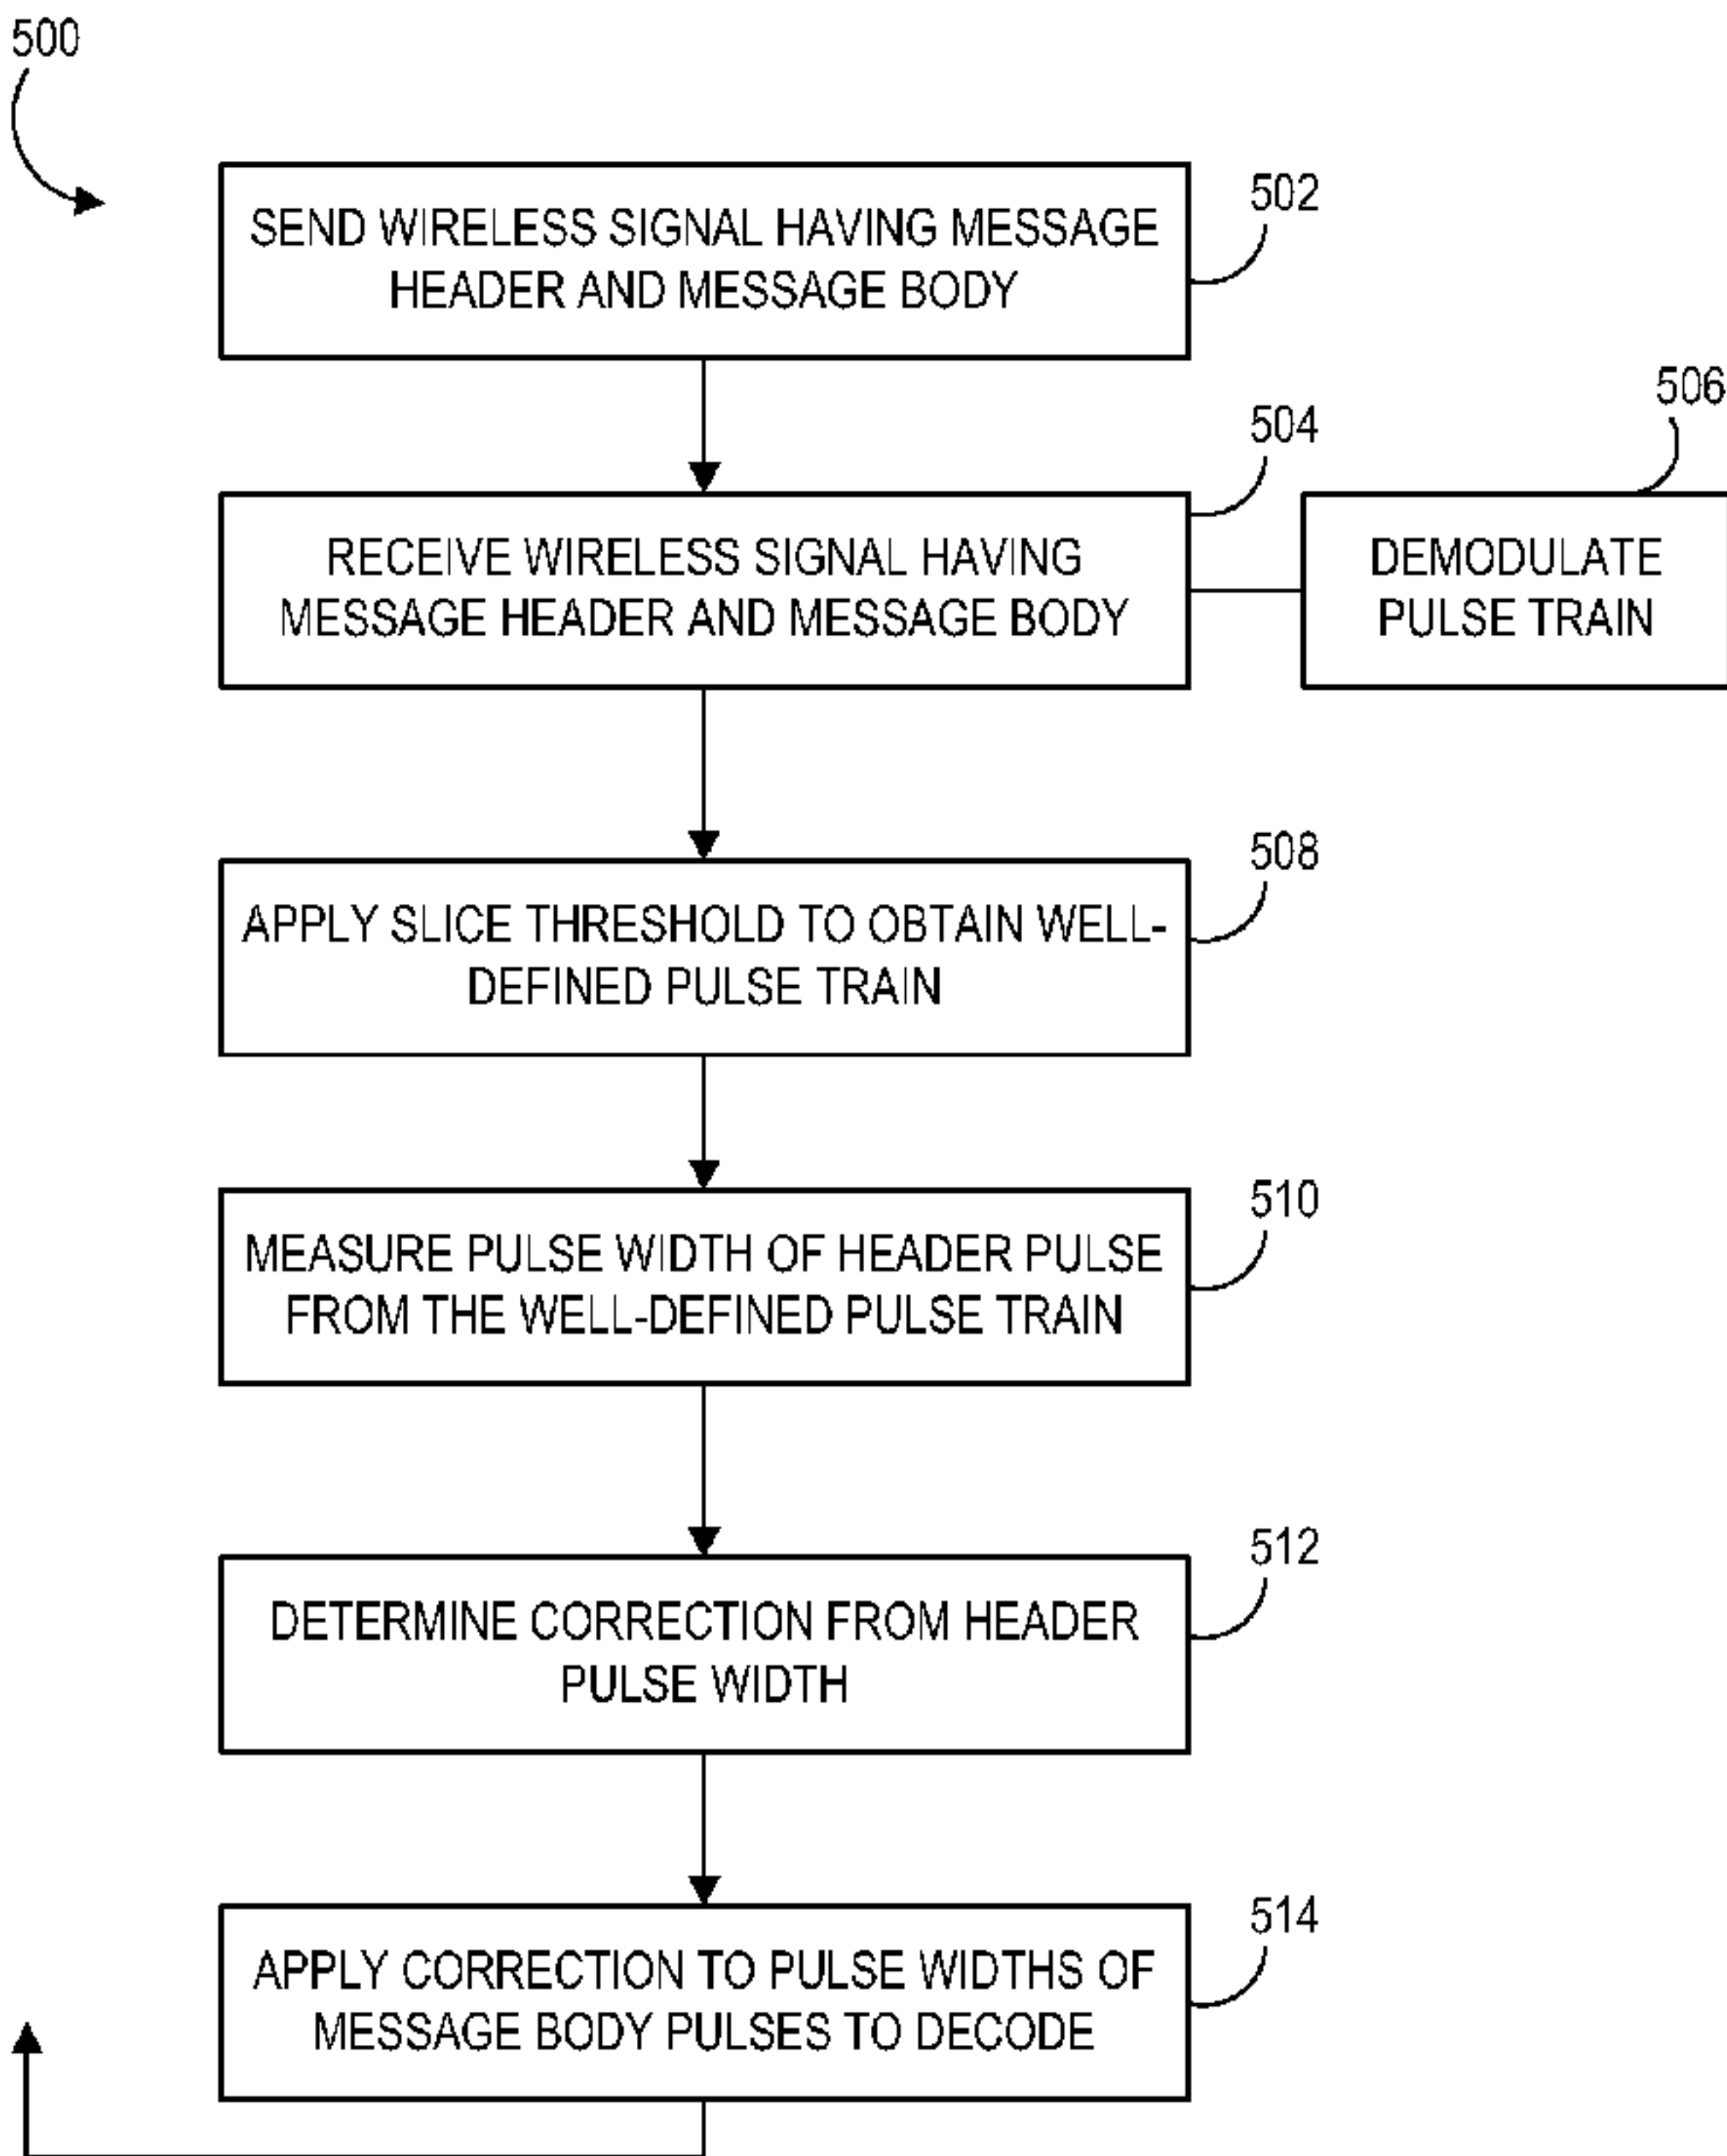 500
502
SEND WIRELESS SIGNAL HAVING MESSAGE
HEADER AND MESSAGE BODY
504
506
RECEIVE WIRELESS SIGNAL HAVING
MESSAGE HEADER AND MESSAGE BODY
DEMODULATE
PULSE TRAIN
508
APPLY SLICE THRESHOLD TO OBTAIN WELL-
DEFINED PULSE TRAIN
510
MEASURE PULSE WIDTH OF HEADER PULSE
FROM THE WELL-DEFINED PULSE TRAIN
512
DETERMINE CORRECTION FROM HEADER
PULSE WIDTH
514
APPLY CORRECTION TO PULSE WIDTHS OF
MESSAGE BODY PULSES TO DECODE